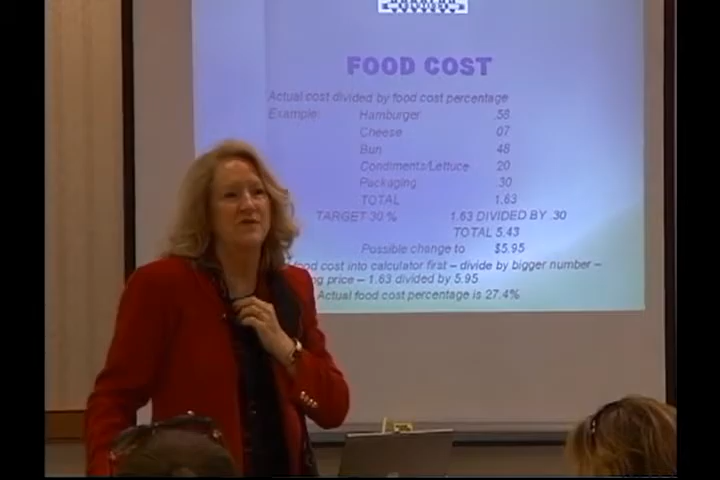 FOOD COST
Actual cost divided by food cost percentage
Example: Hamburger .58
Cheese 07
Bun 48
Condiments/Lettuce 20
Packaging 30
TOTAL 1.63
TARGET 30 % 1.63 DIVIDED BY .30
TOTAL 5.43
Possible change to $5.95
food cost into calculator first – divide by bigger number –
price – 1.63 divided by 5.95
Actual food cost percentage is 27.4%